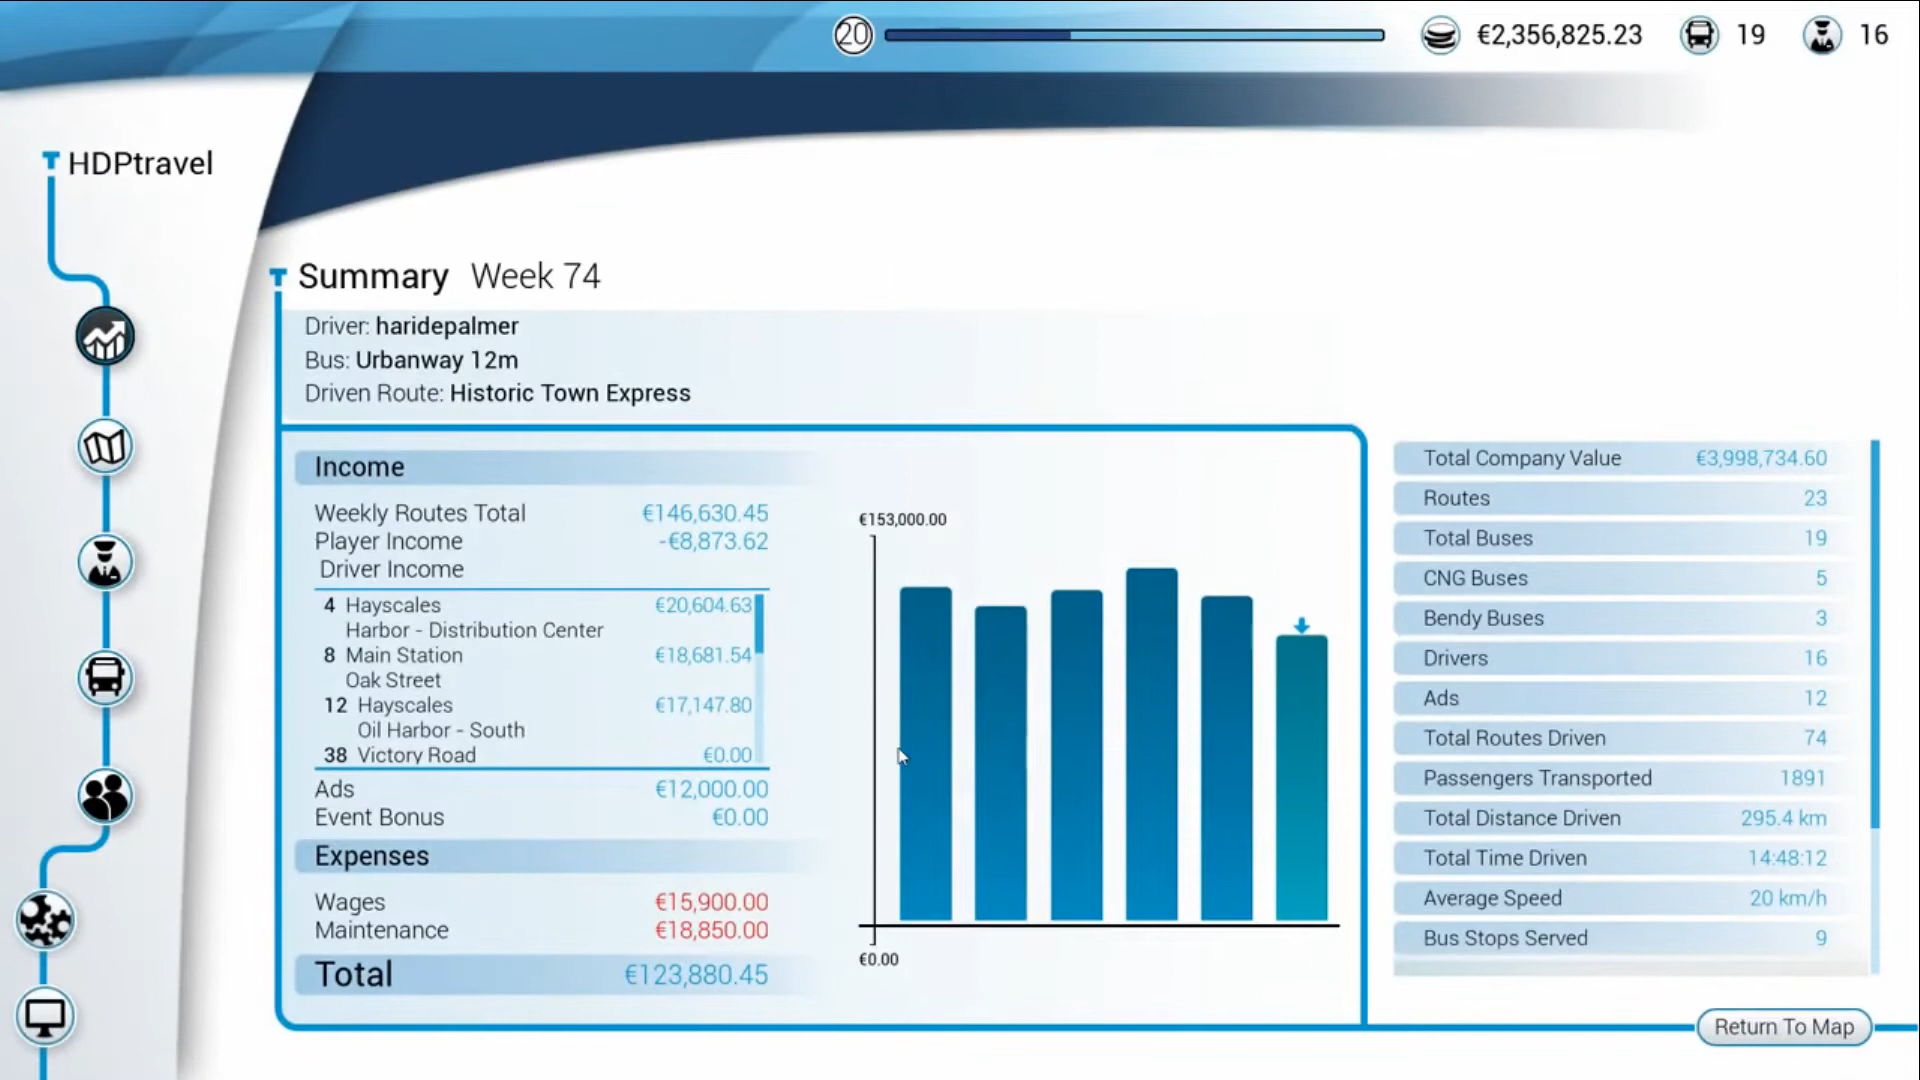 20
€2,356,825.23
19
16
HDPtravel
Summary Week 74
Driver: haridepalmer
Bus: Urbanway 12m
Driven Route: Historic Town Express
Income
Weekly Routes Total €146,630.45
Player Income -€8,873.62
Driver Income
4 Hayscales €20,604.63
Harbor - Distribution Center
8 Main Station €18,681.54
Oak Street
12 Hayscales €17,147.80
Oil Harbor - South
38 Victory Road €0.00
Ads €12,000.00
Event Bonus €0.00
Expenses
Wages €15,900.00
Maintenance €18,850.00
Total €123,880.45
€153,000.00
€0.00
Total Company Value €3,998,734.60
Routes 23
Total Buses 19
CNG Buses 5
Bendy Buses 3
Drivers 16
Ads 12
Total Routes Driven 74
Passengers Transported 1891
Total Distance Driven 295.4 km
Total Time Driven 14:48:12
Average Speed 20 km/h
Bus Stops Served 9
Return To Map